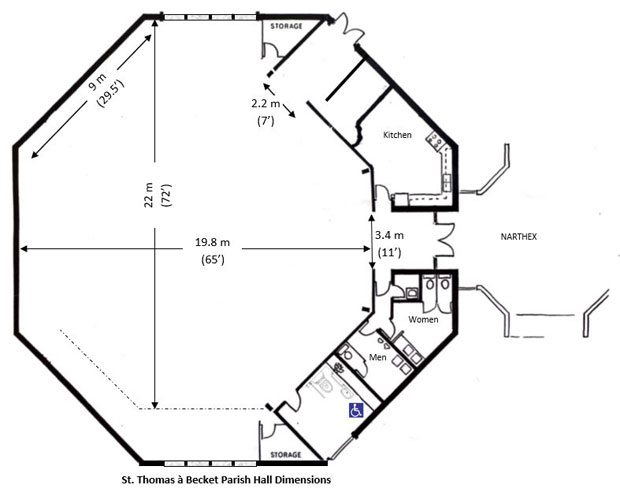 STORAGE
9 m
(29.5')
2.2 m
(7')
Kitchen
22 m
(72')
19.8 m
(65')
3.4 m
(11')
NARTHEX
Women
Men
STORAGE
St. Thomas à Becket Parish Hall Dimensions